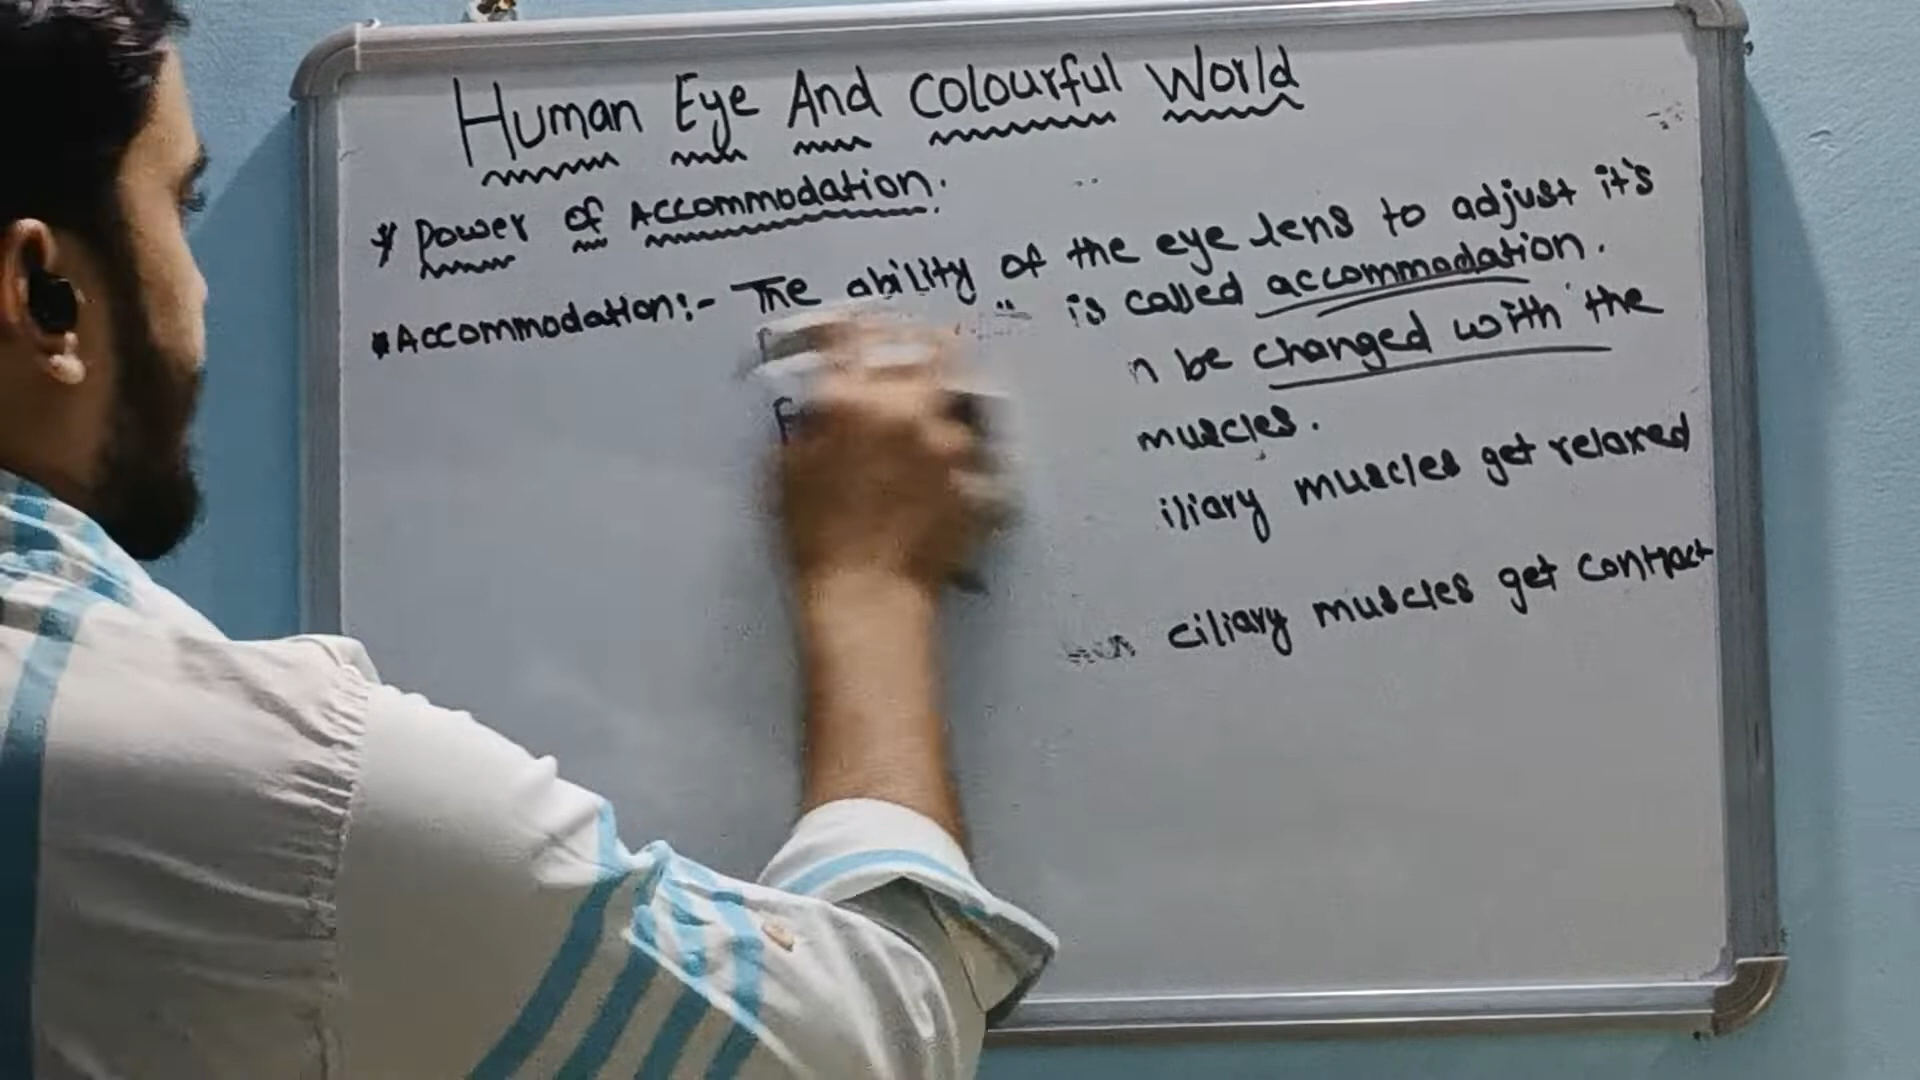 Human Eye And Colourful World
* Power of Accommodation.
Accommodation:- The ability of the eye lens to adjust it's
is called accommodation.
n be changed with the
muscles.
iliary muscles get relaxed
ciliary muscles get contract